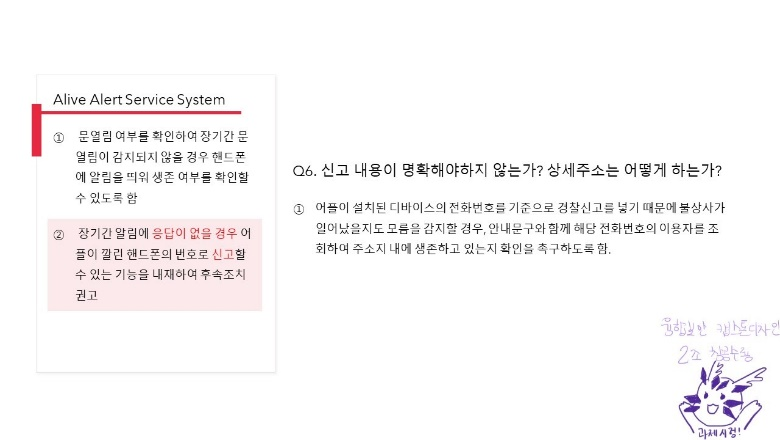 Alive Alert Service System
① 문열림 여부를 확인하여 장기간 문
열림이 감지되지 않을 경우 핸드폰
에 알림을 띄워 생존 여부를 확인할
수 있도록 함
② 장기간 알림에 응답이 없을 경우 어
플이 깔린 핸드폰의 번호로 신고할
수 있는 기능을 내재하여 후속조치
권고
Q6. 신고 내용이 명확해야하지 않는가? 상세주소는 어떻게 하는가?
① 어플이 설치된 디바이스의 전화번호를 기준으로 경찰신고를 넣기 때문에 불상사가
일어났을지도 모름을 감지할 경우, 안내문구와 함께 해당 전화번호의 이용자를 조
회하여 주소지 내에 생존하고 있는지 확인을 촉구하도록 함.
융합보안 캡스톤디자인
2조
과제시렁!